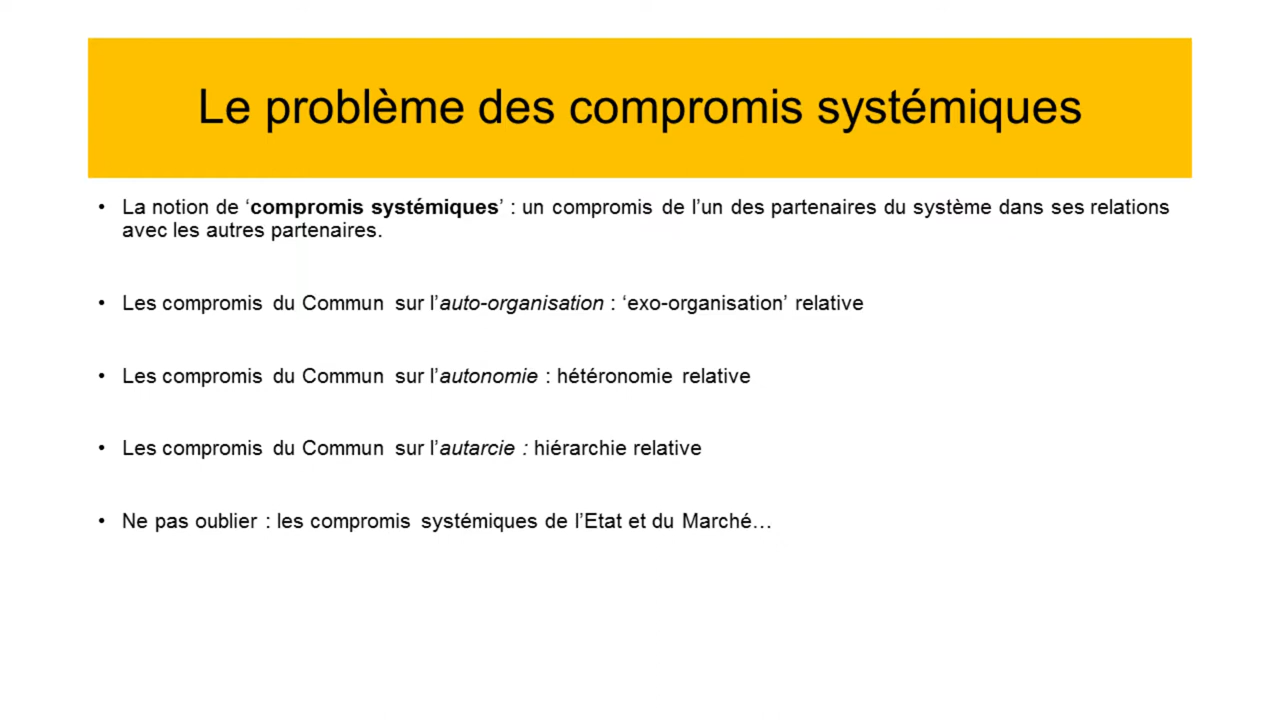 Le problème des compromis systémiques
• La notion de ‘compromis systémiques’ : un compromis de l’un des partenaires du système dans ses relations
avec les autres partenaires.
• Les compromis du Commun sur l’auto-organisation : ‘exo-organisation’ relative
• Les compromis du Commun sur l’autonomie : hétéronomie relative
• Les compromis du Commun sur l’autarcie : hiérarchie relative
• Ne pas oublier : les compromis systémiques de l’Etat et du Marché…